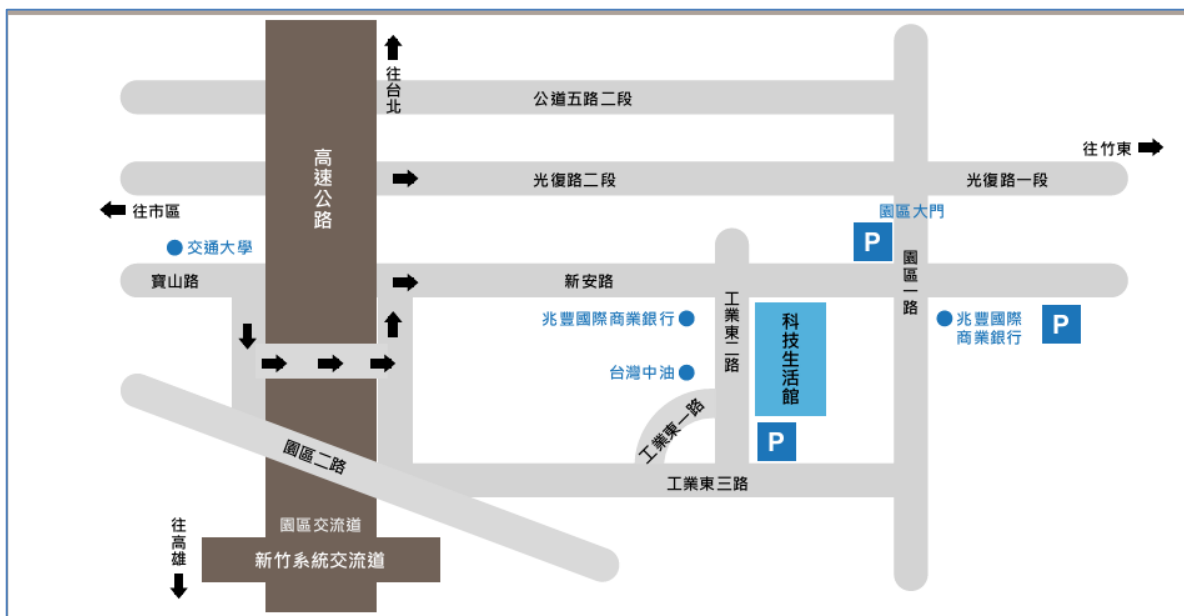 往台北
公道五路二段
高速公路
往竹東
光復路二段
光復路一段
往市區
園區大門
P
交通大學
寶山路
新安路
園區一路
工業東二路
兆豐國際商業銀行
科技生活館
兆豐國際
商業銀行
P
台灣中油
工業東一路
P
園區二路
工業東三路
往高雄
園區交流道
新竹系統交流道